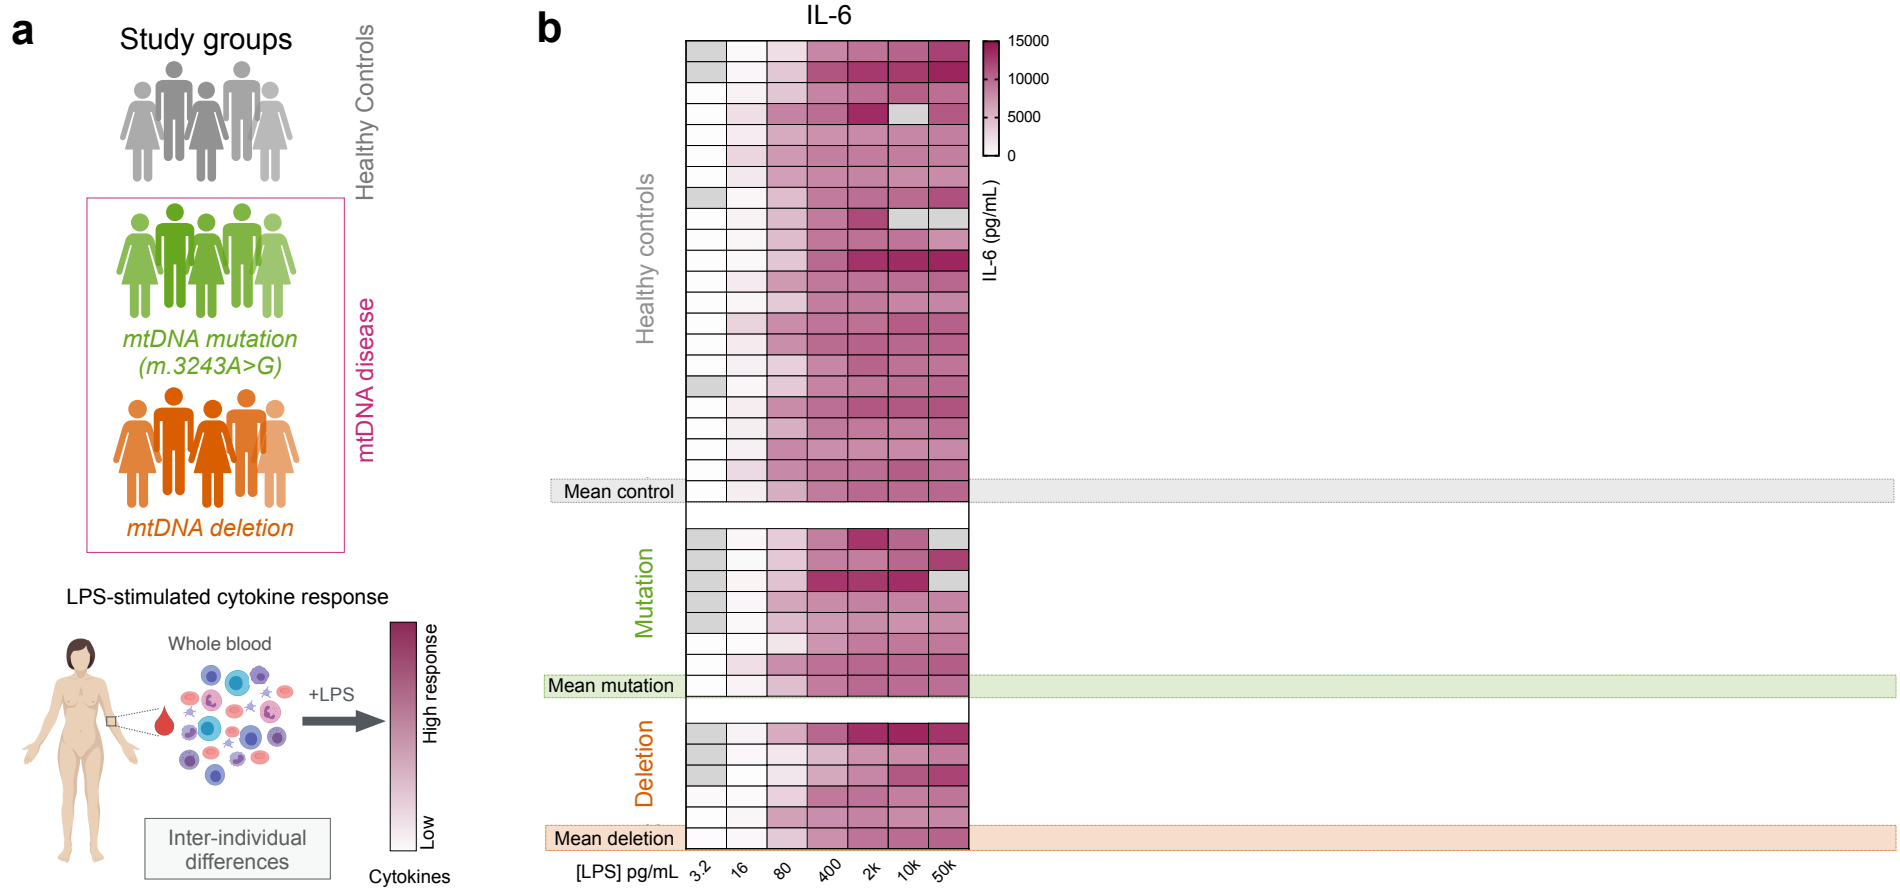 a
Study groups
Healthy Controls
mtDNA mutation
(m.3243A>G)
mtDNA deletion
mtDNA disease
LPS-stimulated cytokine response
Whole blood
+LPS
High response
Low
Cytokines
Inter-individual
differences
b
IL-6
15000
10000
5000
0
IL-6 (pg/mL)
Healthy controls
Mean control
Mutation
Mean mutation
Deletion
Mean deletion
[LPS] pg/mL 3.2 16 80 400 2k 10k 50k